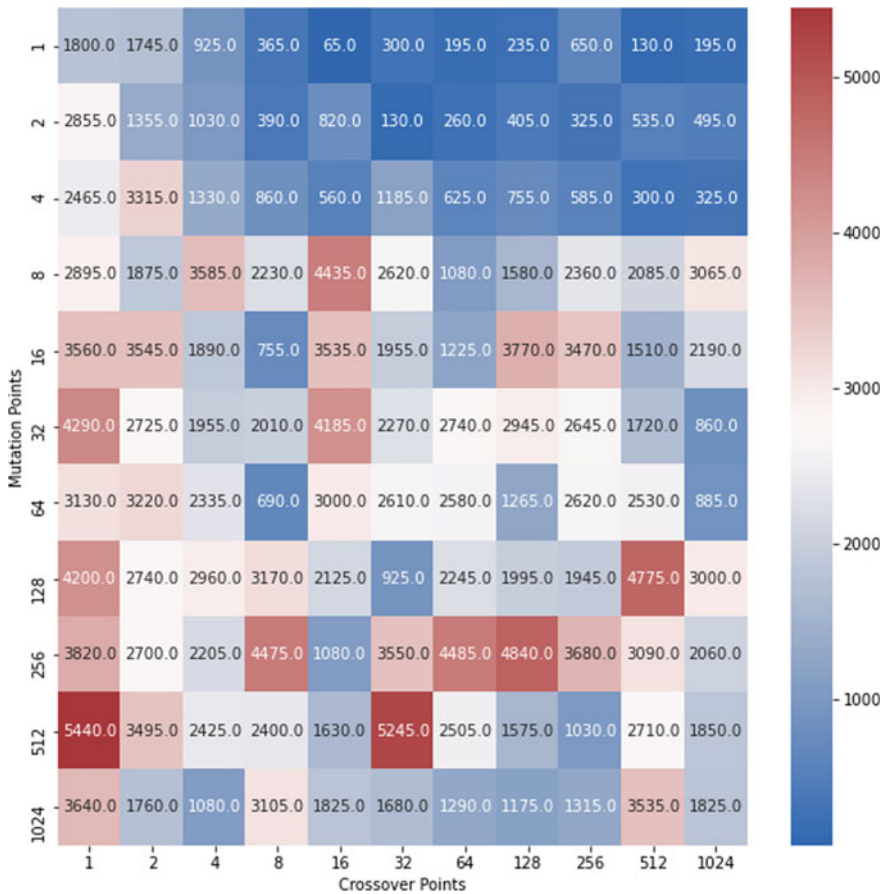 1 1800.0 1745.0 925.0 365.0 65.0 300.0 195.0 235.0 650.0 130.0 195.0
2 2855.0 1355.0 1030.0 390.0 820.0 130.0 260.0 405.0 325.0 535.0 495.0
4 2465.0 3315.0 1330.0 860.0 560.0 1185.0 625.0 755.0 585.0 300.0 325.0
8 2895.0 1875.0 3585.0 2230.0 4435.0 2620.0 1080.0 1580.0 2360.0 2085.0 3065.0
16 3560.0 3545.0 1890.0 755.0 3535.0 1955.0 1225.0 3770.0 3470.0 1510.0 2190.0
32 4290.0 2725.0 1955.0 2010.0 4185.0 2270.0 2740.0 2945.0 2645.0 1720.0 860.0
64 3130.0 3220.0 2335.0 690.0 3000.0 2610.0 2580.0 1265.0 2620.0 2530.0 885.0
128 4200.0 2740.0 2960.0 3170.0 2125.0 925.0 2245.0 1995.0 1945.0 4775.0 3000.0
256 3820.0 2700.0 2205.0 4475.0 1080.0 3550.0 4485.0 4840.0 3680.0 3090.0 2060.0
512 5440.0 3495.0 2425.0 2400.0 1630.0 5245.0 2505.0 1575.0 1030.0 2710.0 1850.0
1024 3640.0 1760.0 1080.0 3105.0 1825.0 1680.0 1290.0 1175.0 1315.0 3535.0 1825.0
1 2 4 8 16 32 64 128 256 512 1024
Crossover Points
Mutation Points
5000
4000
3000
2000
1000